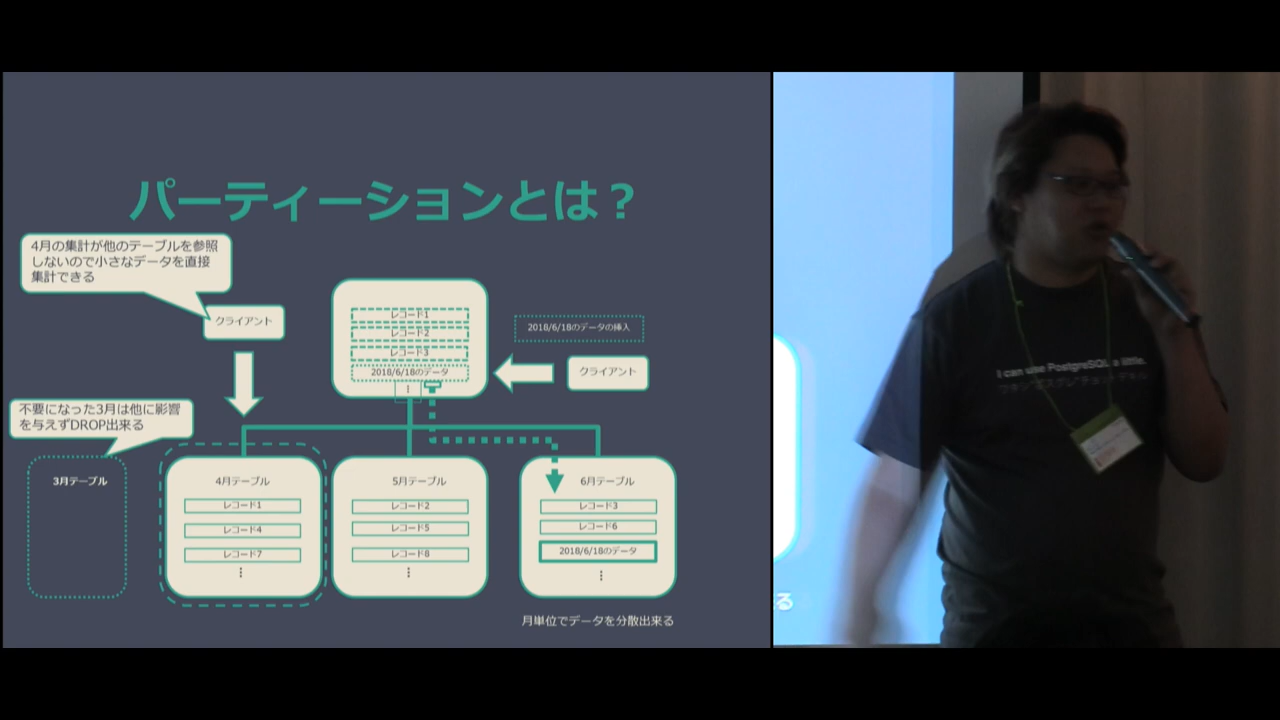 パーティーションとは？
4月の集計が他のテーブルを参照
しないので小さなデータを直接
集計できる
クライアント
レコード1
レコード2
レコード3
2018/6/18のデータ
⋮
2018/6/18のデータの挿入
クライアント
不要になった3月は他に影響
を与えずDROP出来る
3月テーブル
4月テーブル
レコード1
レコード4
レコード7
⋮
5月テーブル
レコード2
レコード5
レコード8
⋮
6月テーブル
レコード3
レコード6
2018/6/18のデータ
⋮
月単位でデータを分散出来る
I can use PostgreSQL a little.
る